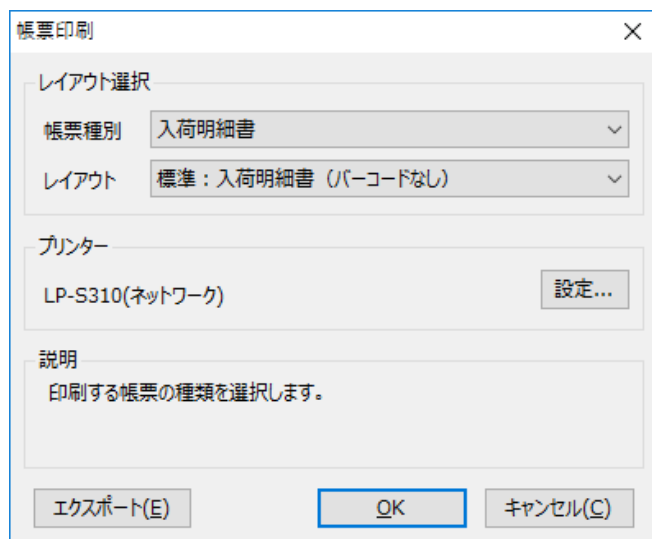 帳票印刷
レイアウト選択
帳票種別 入荷明細書
レイアウト 標準：入荷明細書（バーコードなし）
プリンター
LP-S310(ネットワーク) 設定...
説明
印刷する帳票の種類を選択します。
エクスポート(E) OK キャンセル(C)